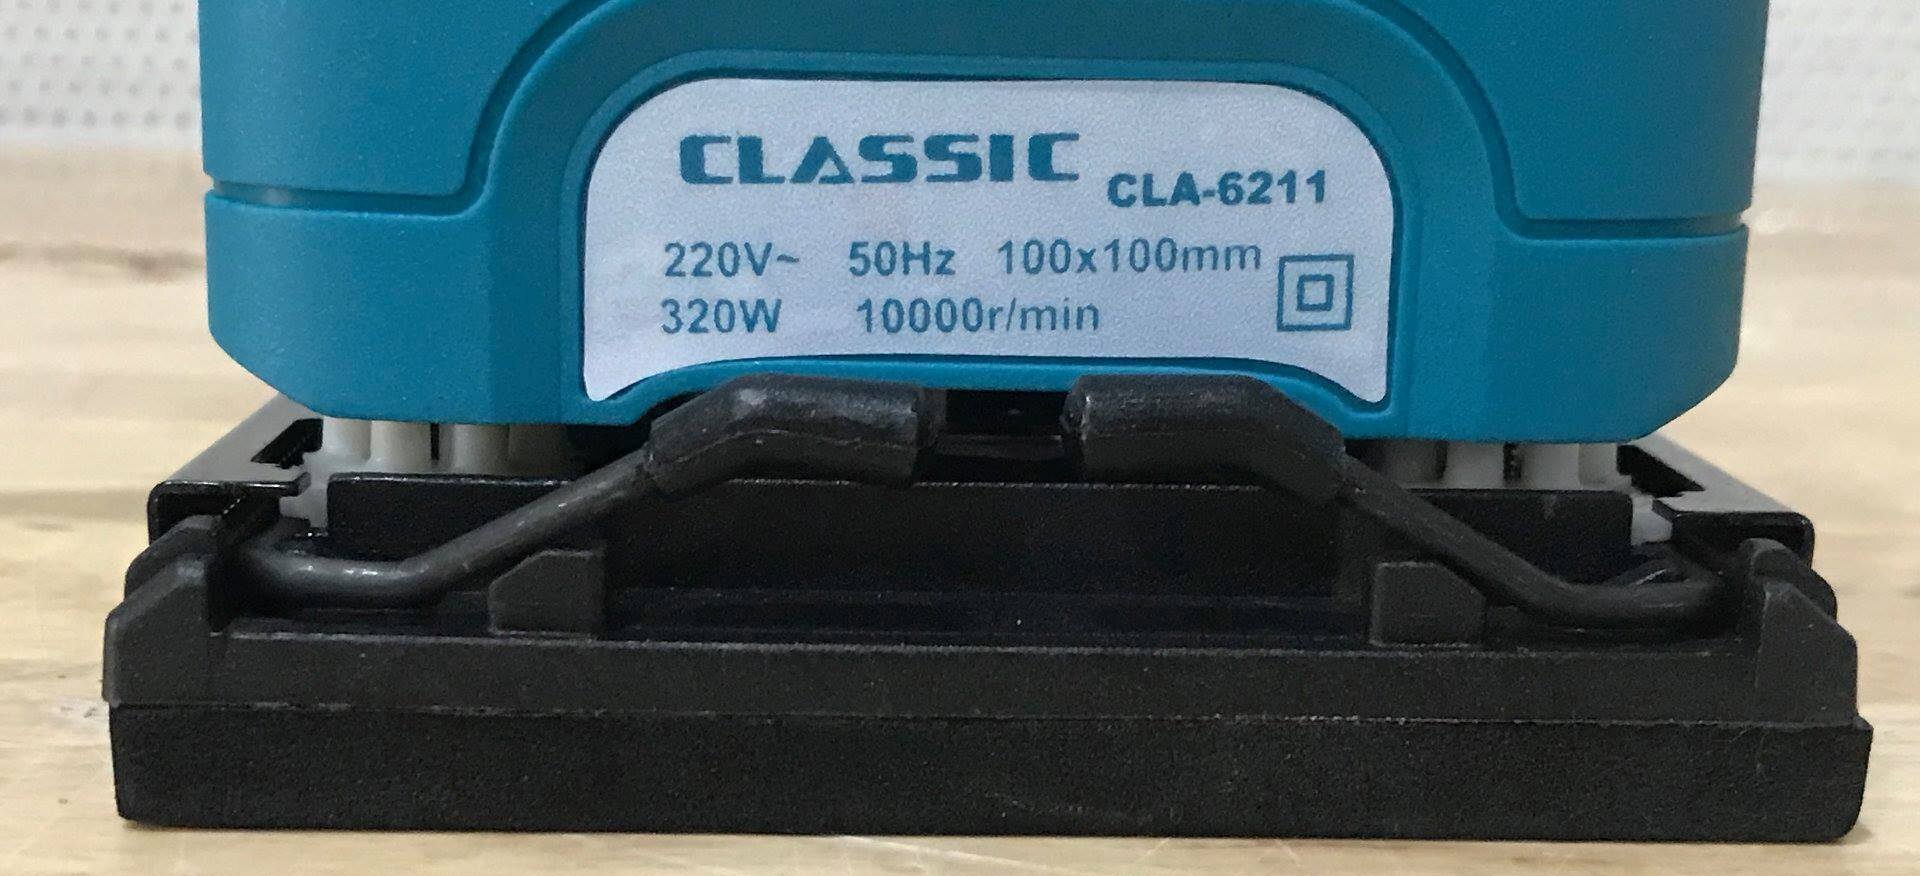 CLASSIC CLA-6211
220V~ 50Hz 100x100mm
320W 10000r/min